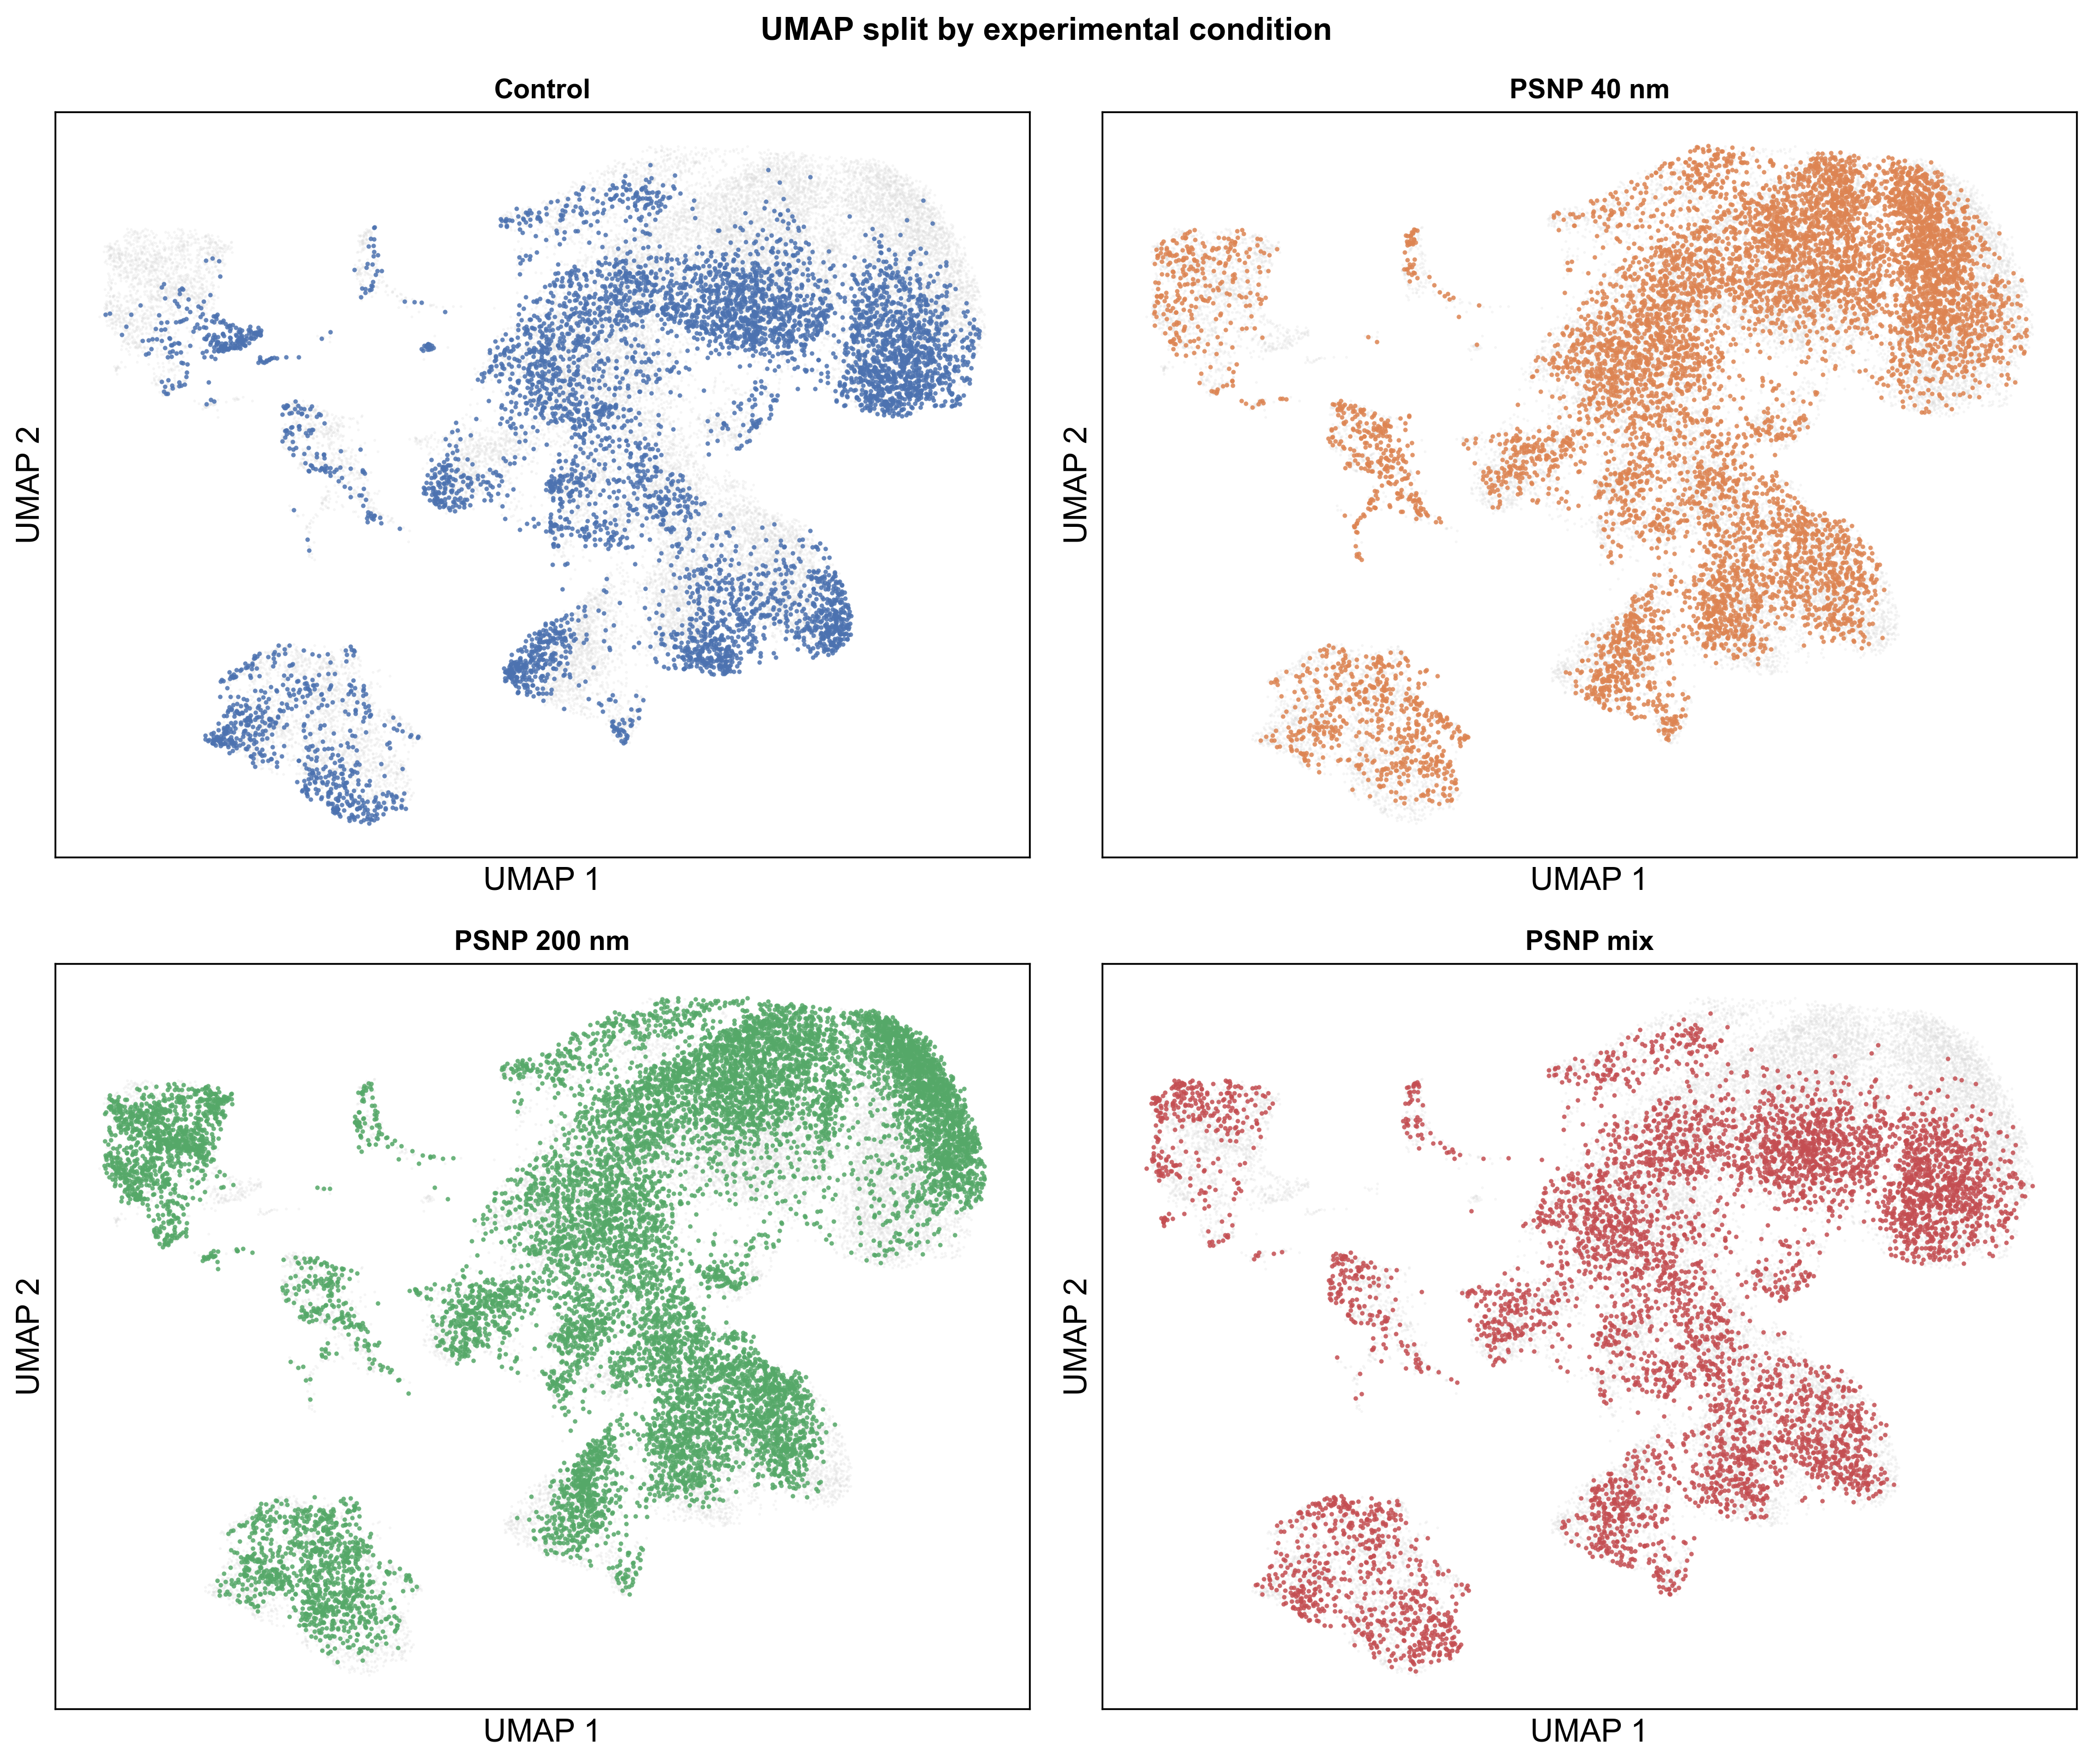 UMAP split by experimental condition
Control
PSNP 40 nm
UMAP 2
UMAP 2
UMAP 1
UMAP 1
PSNP 200 nm
PSNP mix
UMAP 2
UMAP 2
UMAP 1
UMAP 1